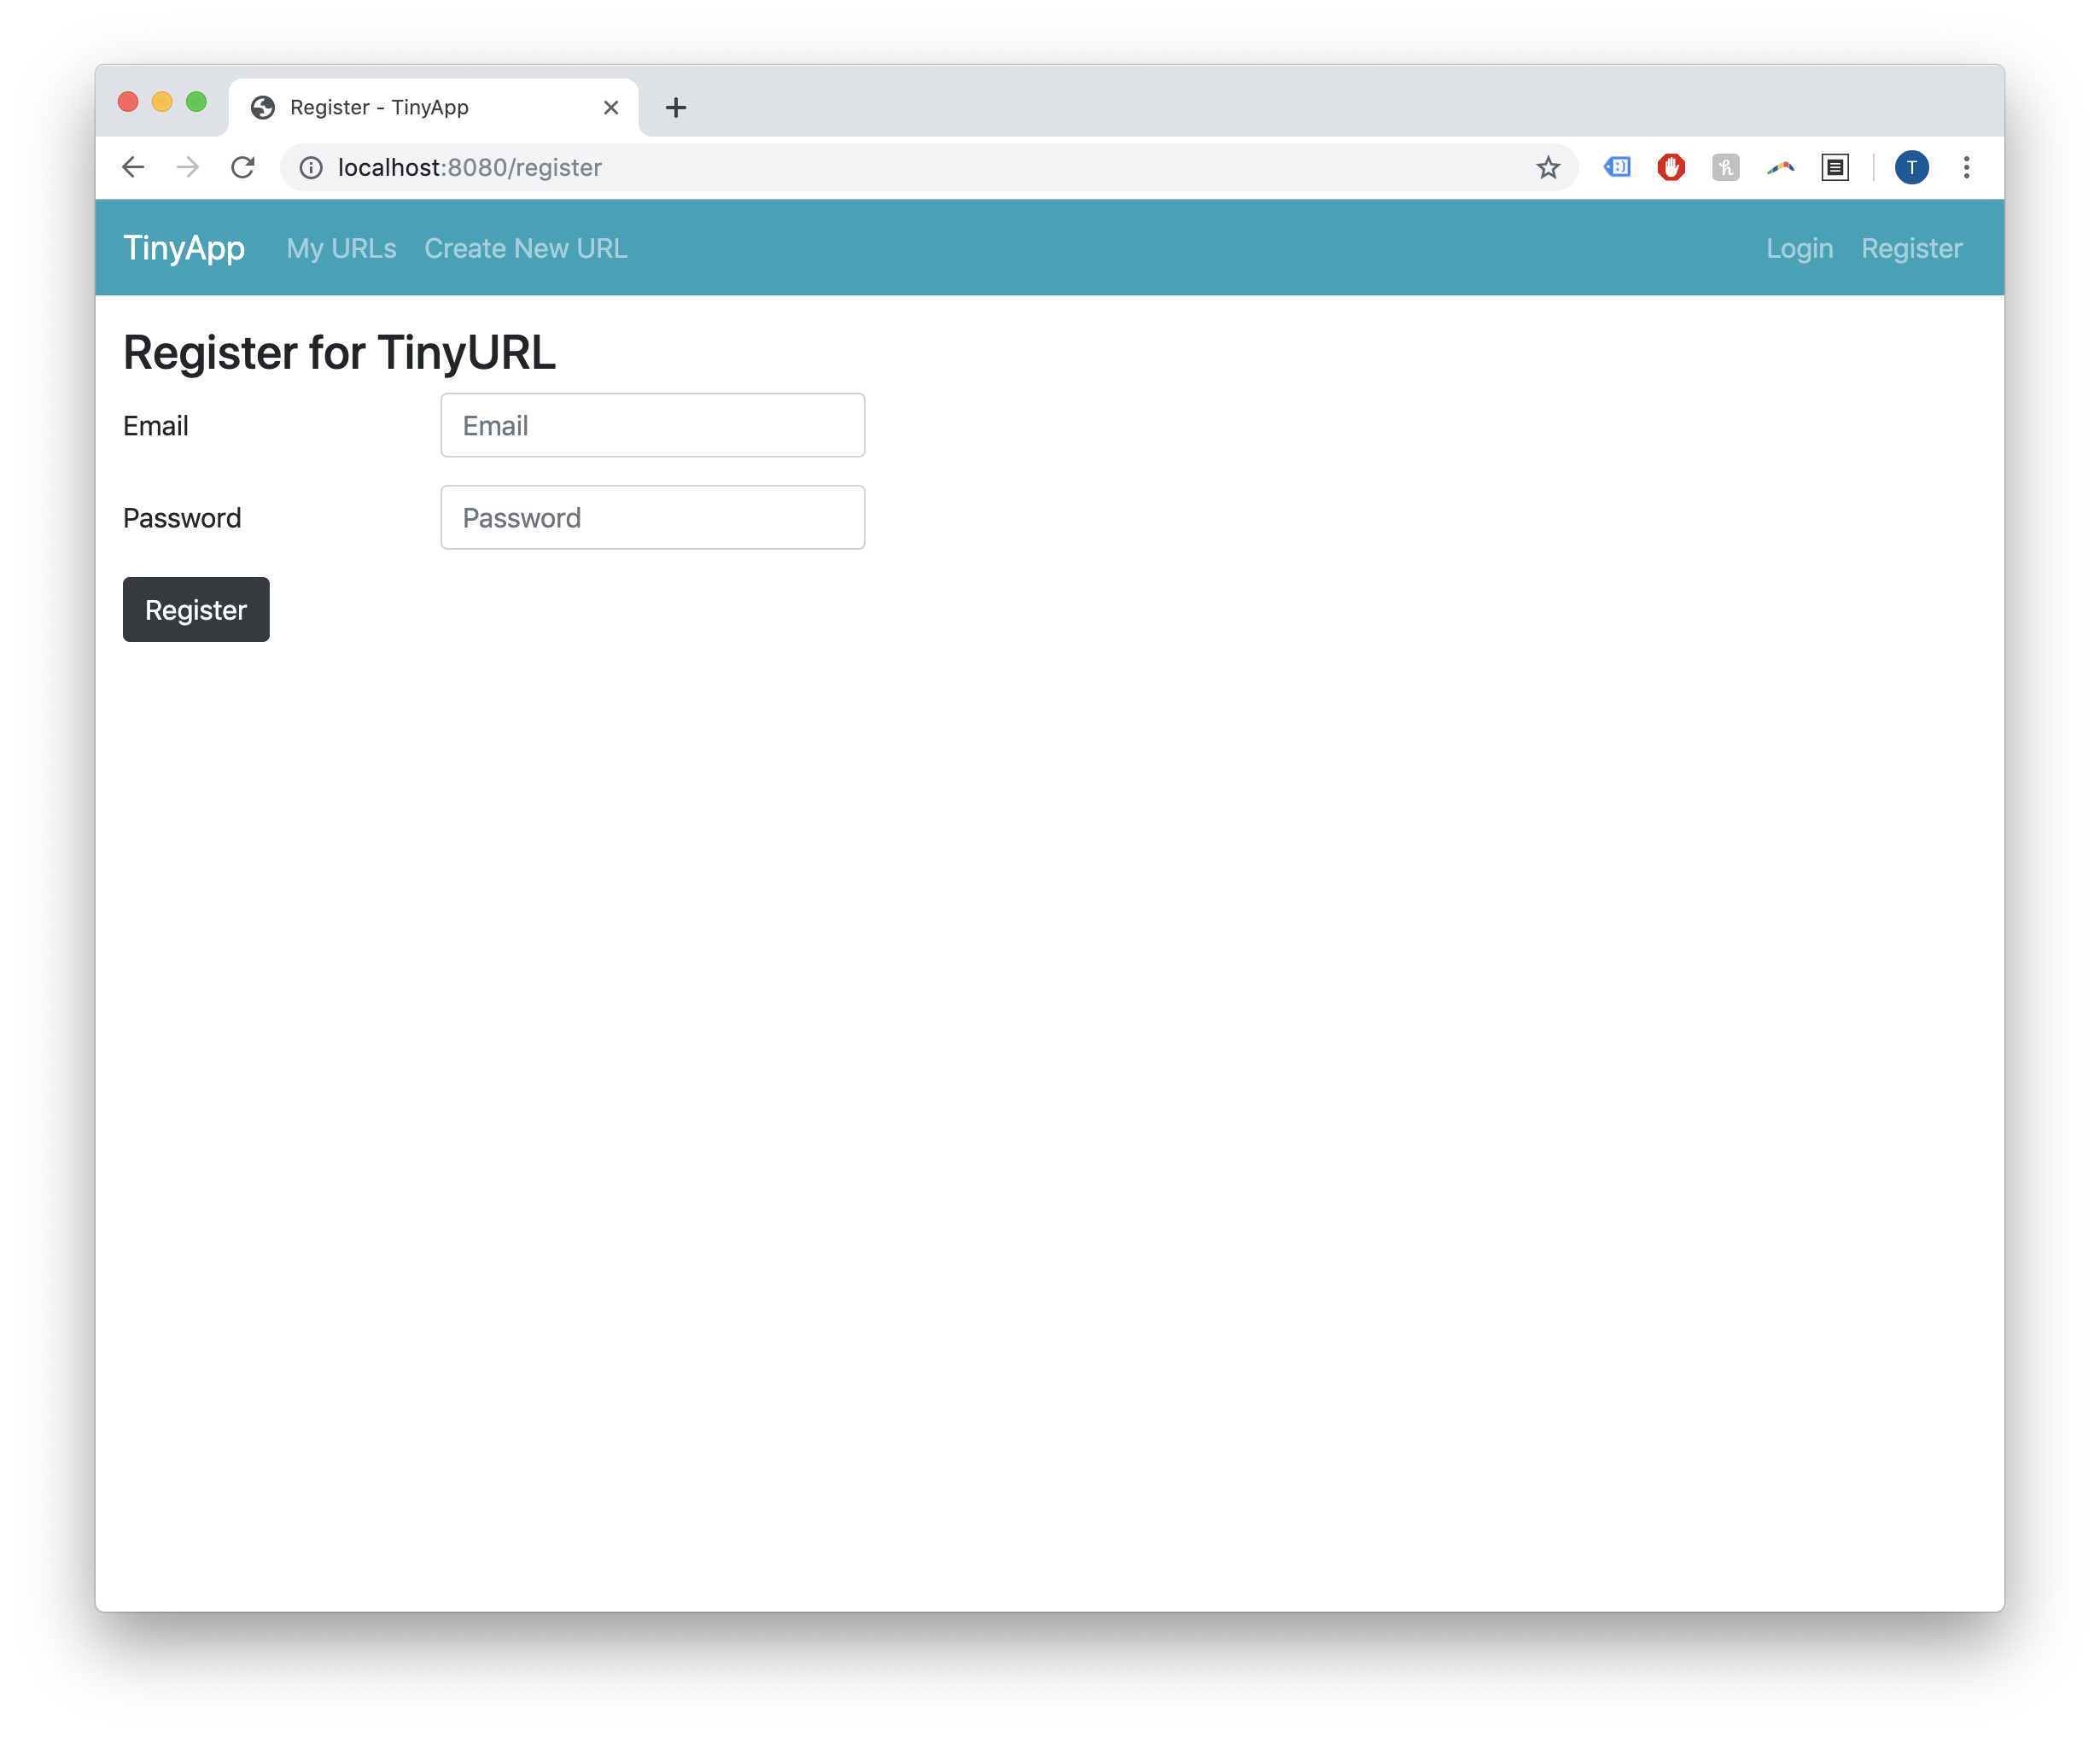 Register - TinyApp
localhost:8080/register
T
TinyApp My URLs Create New URL Login Register
Register for TinyURL
Email Email
Password Password
Register